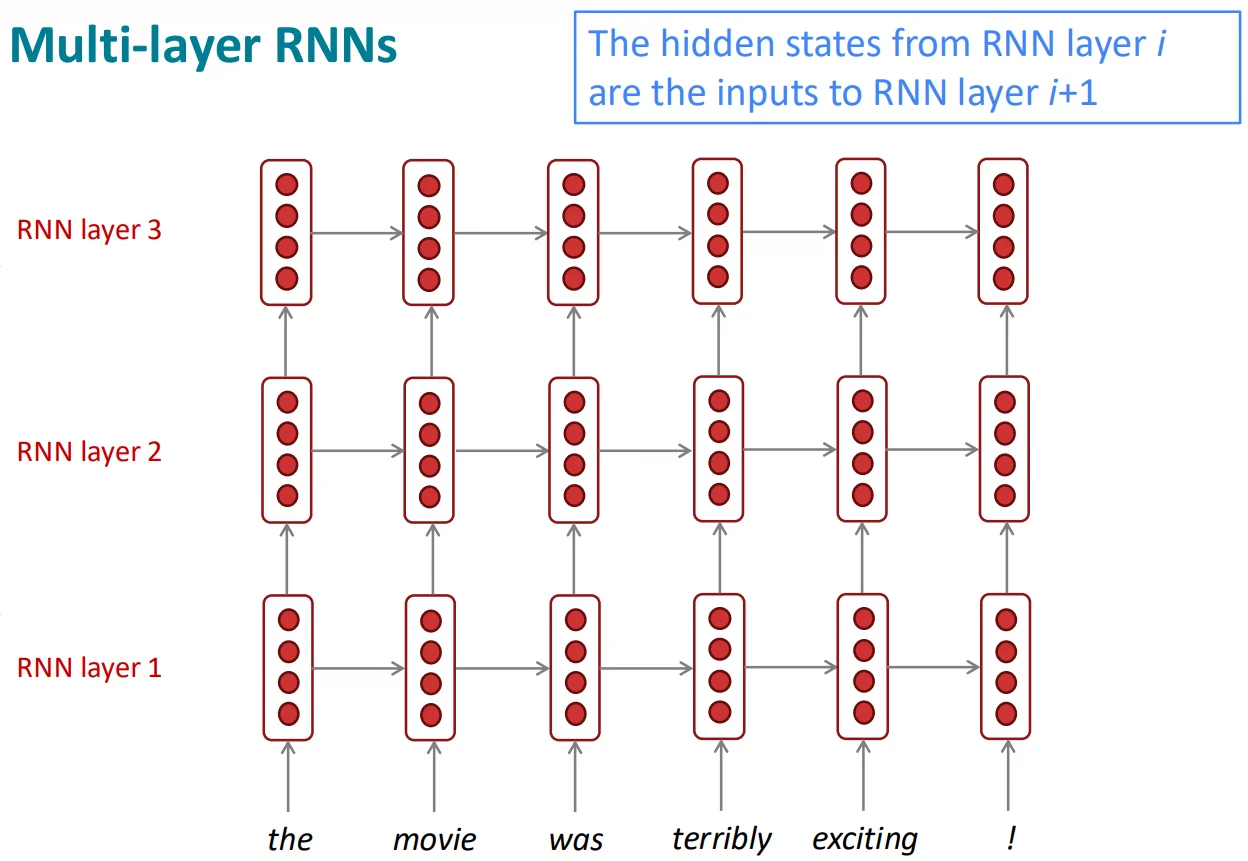 Multi-layer RNNs
The hidden states from RNN layer i
are the inputs to RNN layer i+1
RNN layer 3
RNN layer 2
RNN layer 1
the movie was terribly exciting !